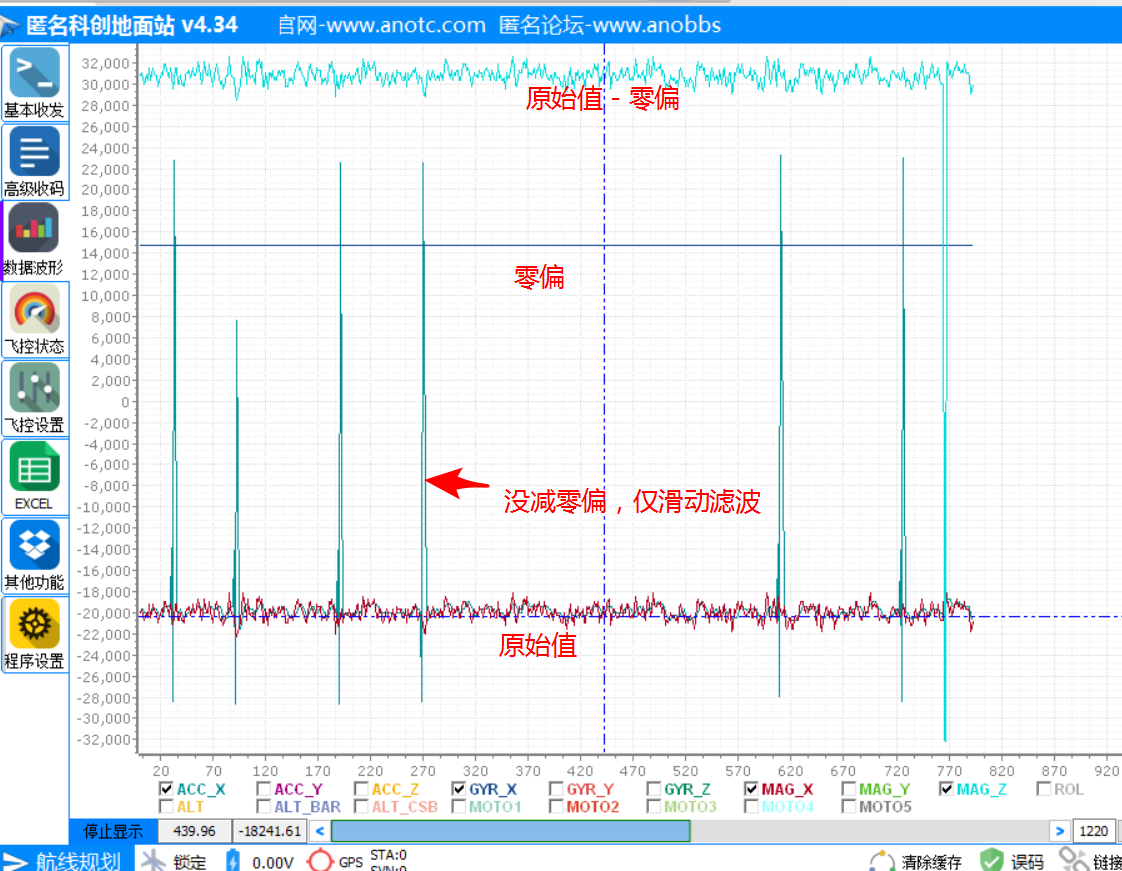 匿名科创地面站 v4.34 官网-www.anotc.com 匿名论坛-www.anobbs
基本收发
高级收码
数据波形
飞控状态
飞控设置
EXCEL
其他功能
程序设置
32,000
30,000
28,000
26,000
24,000
22,000
20,000
18,000
16,000
14,000
12,000
10,000
8,000
6,000
4,000
2,000
0
-2,000
-4,000
-6,000
-8,000
-10,000
-12,000
-14,000
-16,000
-18,000
-20,000
-22,000
-24,000
-26,000
-28,000
-30,000
-32,000
原始值 - 零偏
零偏
没减零偏，仅滑动滤波
原始值
20 70 120 170 220 270 320 370 420 470 520 570 620 670 720 770 820 870 920
ACC_X ACC_Y ACC_Z GYR_X GYR_Y GYR_Z MAG_X MAG_Y MAG_Z ROL
ALT ALT_BAR ALT_CSB MOTO1 MOTO2 MOTO3 MOTO4 MOTO5
停止显示 439.96 -18241.61 < > 1220
航线规划 锁定 0.00V GPS STA:0 清除缓存 误码 链接
SVN:0